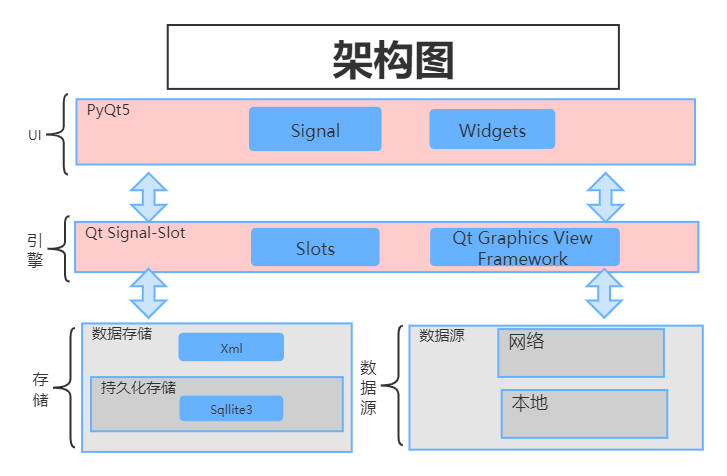 架构图
PyQt5
UI
Signal
Widgets
Qt Signal-Slot
引
擎
Slots
Qt Graphics View
Framework
数据存储
Xml
存
储
持久化存储
Sqllite3
数
据
源
数据源
网络
本地